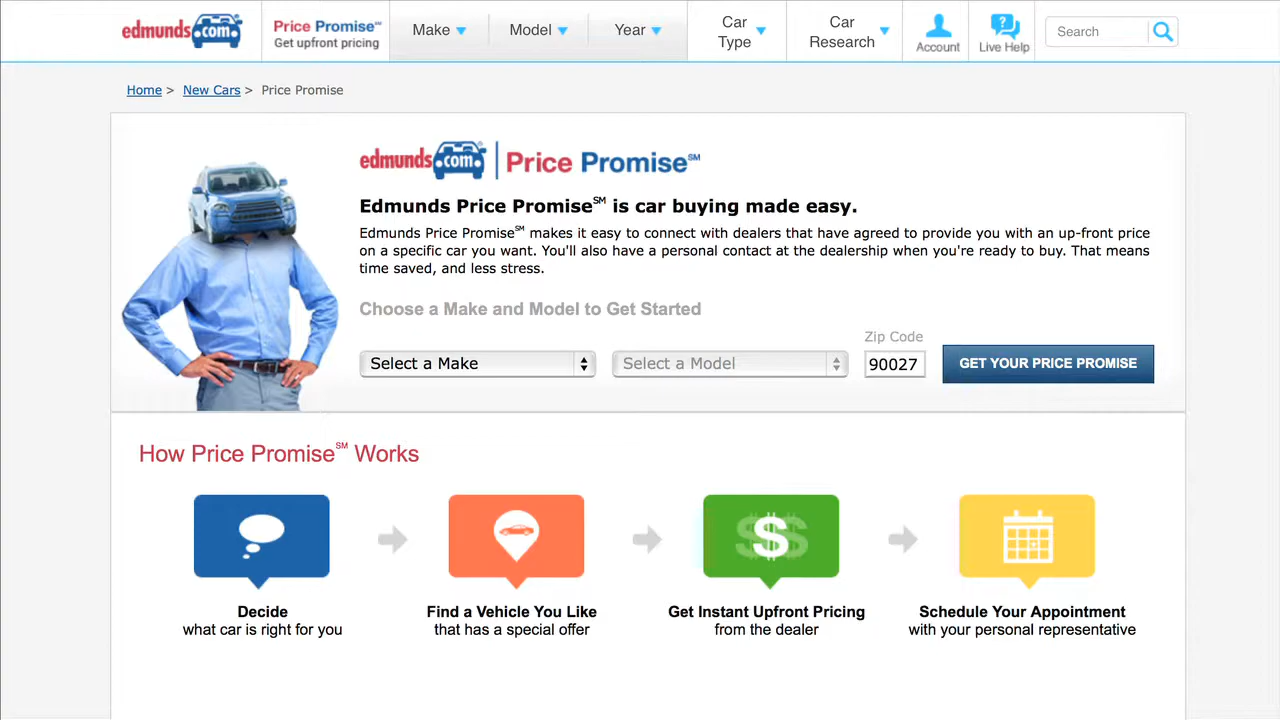 edmunds.com
Price Promise℠
Get upfront pricing
Make
Model
Year
Car
Type
Car
Research
Account
Live Help
Search
Home > New Cars > Price Promise
edmunds.com | Price Promise℠
Edmunds Price Promise℠ is car buying made easy.
Edmunds Price Promise℠ makes it easy to connect with dealers that have agreed to provide you with an up-front price
on a specific car you want. You'll also have a personal contact at the dealership when you're ready to buy. That means
time saved, and less stress.
Choose a Make and Model to Get Started
Zip Code
Select a Make
Select a Model
90027
GET YOUR PRICE PROMISE
How Price Promise℠ Works
Decide
what car is right for you
Find a Vehicle You Like
that has a special offer
Get Instant Upfront Pricing
from the dealer
Schedule Your Appointment
with your personal representative